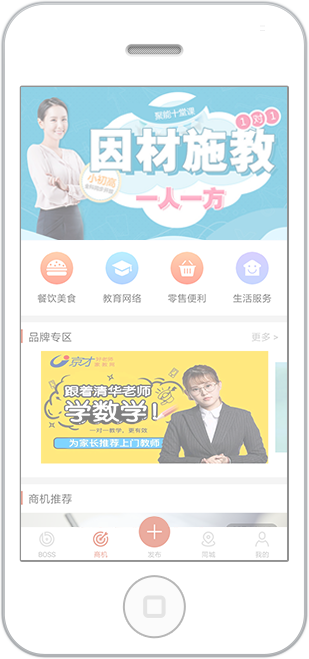 聚能十堂课
1对1
因材施教
小初高
一人一方
餐饮美食
教育网络
零售便利
生活服务
品牌专区
更多 >
京才
跟着清华老师
学数学！
一对一教学，更有效
为家长推荐上门教师
商机推荐
BOSS
商机
发布
同城
我的